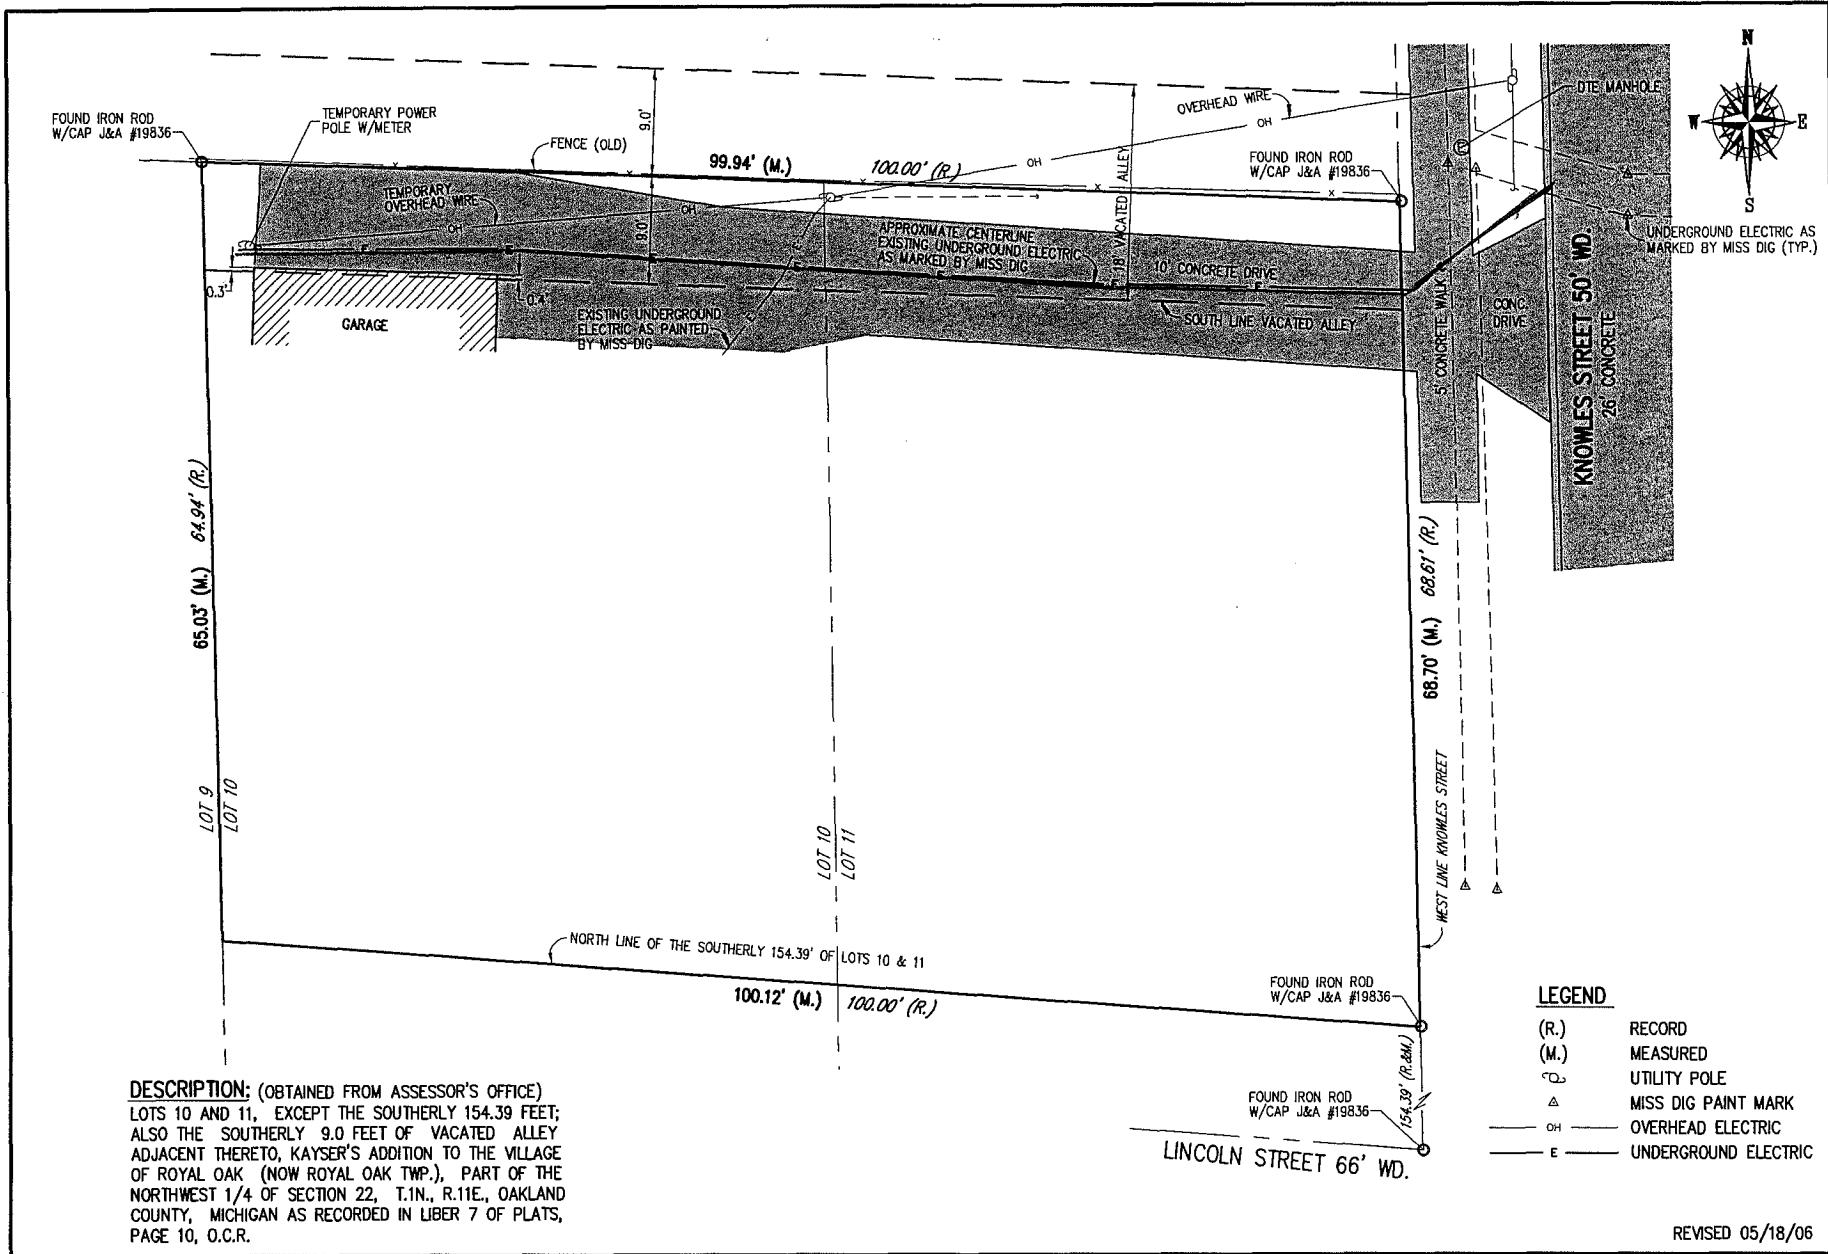 N
W
E
S
FOUND IRON ROD
W/CAP J&A #19836
TEMPORARY POWER
POLE W/METER
FENCE (OLD)
9.0'
99.94' (M.) 100.00' (R.)
OVERHEAD WIRE
OH
OH
FOUND IRON ROD
W/CAP J&A #19836
DTE MANHOLE
UNDERGROUND ELECTRIC AS
MARKED BY MISS DIG (TYP.)
TEMPORARY
OVERHEAD WIRE
OH
OH
9.0'
18' VACATED ALLEY
APPROXIMATE CENTERLINE
EXISTING UNDERGROUND ELECTRIC
AS MARKED BY MISS DIG
10' CONCRETE DRIVE
E
E
E
E
E
E
E
0.3'
0.4'
GARAGE
EXISTING UNDERGROUND
ELECTRIC AS PAINTED
BY MISS DIG
SOUTH LINE VACATED ALLEY
5' CONCRETE WALK
CONC.
DRIVE
KNOWLES STREET 50' WD.
26' CONCRETE
65.03' (M.) 64.94' (R.)
68.70' (M.) 68.61' (R.)
LOT 9
LOT 10
LOT 10
LOT 11
WEST LINE KNOWLES STREET
NORTH LINE OF THE SOUTHERLY 154.39' OF LOTS 10 & 11
100.12' (M.) 100.00' (R.)
FOUND IRON ROD
W/CAP J&A #19836
154.39' (R.&M.)
FOUND IRON ROD
W/CAP J&A #19836
LINCOLN STREET 66' WD.
LEGEND
(R.) RECORD
(M.) MEASURED
UTILITY POLE
MISS DIG PAINT MARK
OH OVERHEAD ELECTRIC
E UNDERGROUND ELECTRIC
DESCRIPTION: (OBTAINED FROM ASSESSOR'S OFFICE)
LOTS 10 AND 11, EXCEPT THE SOUTHERLY 154.39 FEET;
ALSO THE SOUTHERLY 9.0 FEET OF VACATED ALLEY
ADJACENT THERETO, KAYSER'S ADDITION TO THE VILLAGE
OF ROYAL OAK (NOW ROYAL OAK TWP.), PART OF THE
NORTHWEST 1/4 OF SECTION 22, T.1N., R.11E., OAKLAND
COUNTY, MICHIGAN AS RECORDED IN LIBER 7 OF PLATS,
PAGE 10, O.C.R.
REVISED 05/18/06